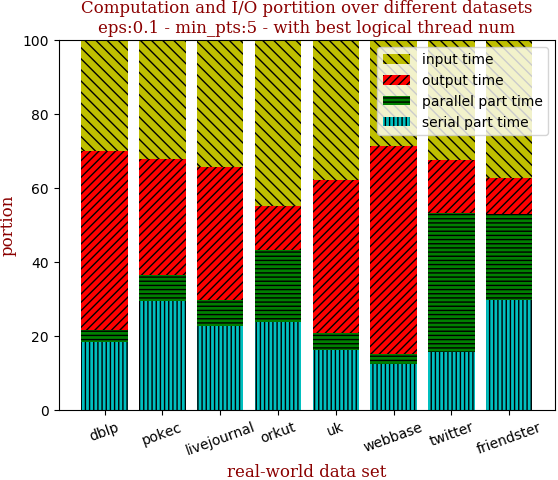 Computation and I/O portion over different datasets
eps:0.1 - min_pts:5 - with best logical thread num
input time
output time
parallel part time
serial part time
100
80
60
40
20
0
portion
dblp
pokec
livejournal
orkut
uk
webbase
twitter
friendster
real-world data set